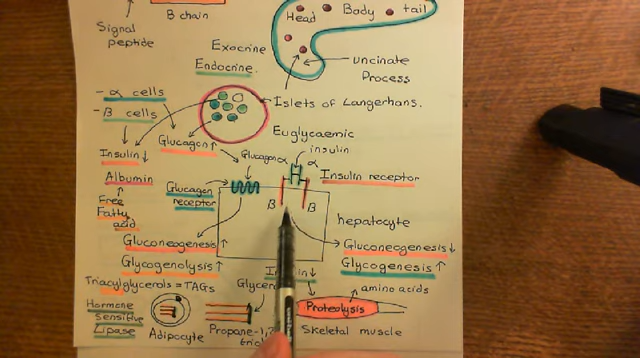 B chain
Signal
peptide
Head
Body
tail
Exocrine
Endocrine
uncinate
Process
- α cells
- β cells
Islets of Langerhans.
Euglycaemic
Glucagon ↑
Insulin ↓
Glucagon
insulin
α
α
Insulin receptor
Albumin
Glucagon
receptor
Free
Fatty
acid
β
β
hepatocyte
Gluconeogenesis ↑
Gluconeogenesis ↓
Glycogenolysis ↑
Glycogenesis ↑
Insulin ↓
Triacylglycerols = TAGs
amino acids
Hormone
Sensitive
Lipase
Proteolysis
Adipocyte
Skeletal muscle